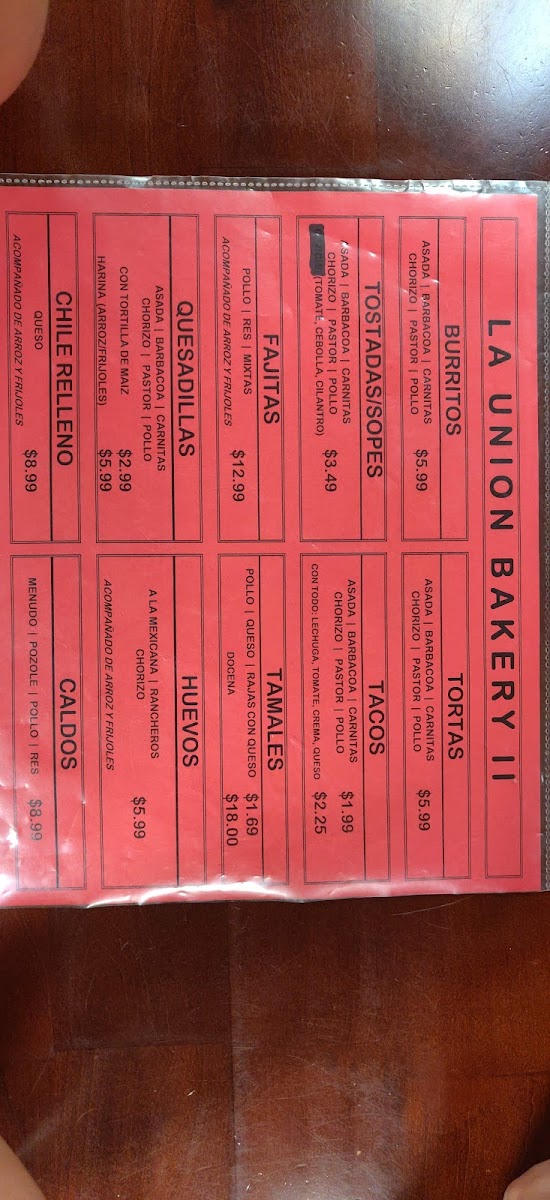 LA UNION BAKERY II
BURRITOS
ASADA | BARBACOA | CARNITAS
CHORIZO | PASTOR | POLLO $5.99
TORTAS
ASADA | BARBACOA | CARNITAS
CHORIZO | PASTOR | POLLO $5.99
TOSTADAS/SOPES
ASADA | BARBACOA | CARNITAS
CHORIZO | PASTOR | POLLO $3.49
(TOMATE, CEBOLLA, CILANTRO)
TACOS
ASADA | BARBACOA | CARNITAS $1.99
CHORIZO | PASTOR | POLLO
CON TODO: LECHUGA, TOMATE, CREMA, QUESO $2.25
FAJITAS
POLLO | RES | MIXTAS $12.99
ACOMPAÑADO DE ARROZ Y FRIJOLES
TAMALES
POLLO | QUESO | RAJAS CON QUESO $1.69
DOCENA $18.00
QUESADILLAS
ASADA | BARBACOA | CARNITAS
CHORIZO | PASTOR | POLLO
CON TORTILLA DE MAIZ $2.99
HARINA (ARROZ/FRIJOLES) $5.99
HUEVOS
A LA MEXICANA | RANCHEROS
CHORIZO $5.99
ACOMPAÑADO DE ARROZ Y FRIJOLES
CHILE RELLENO
QUESO $8.99
ACOMPAÑADO DE ARROZ Y FRIJOLES
CALDOS
MENUDO | POZOLE | POLLO | RES $8.99